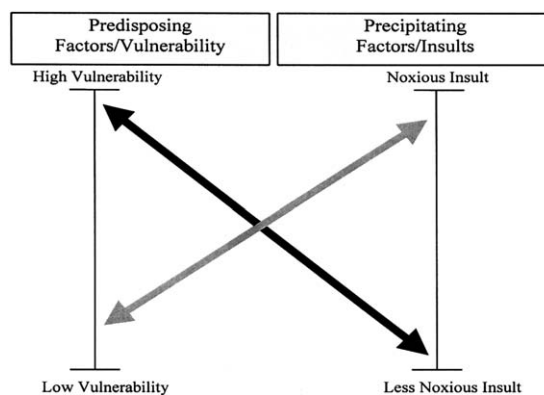 Predisposing
Factors/Vulnerability
Precipitating
Factors/Insults
High Vulnerability
Noxious Insult
Low Vulnerability
Less Noxious Insult